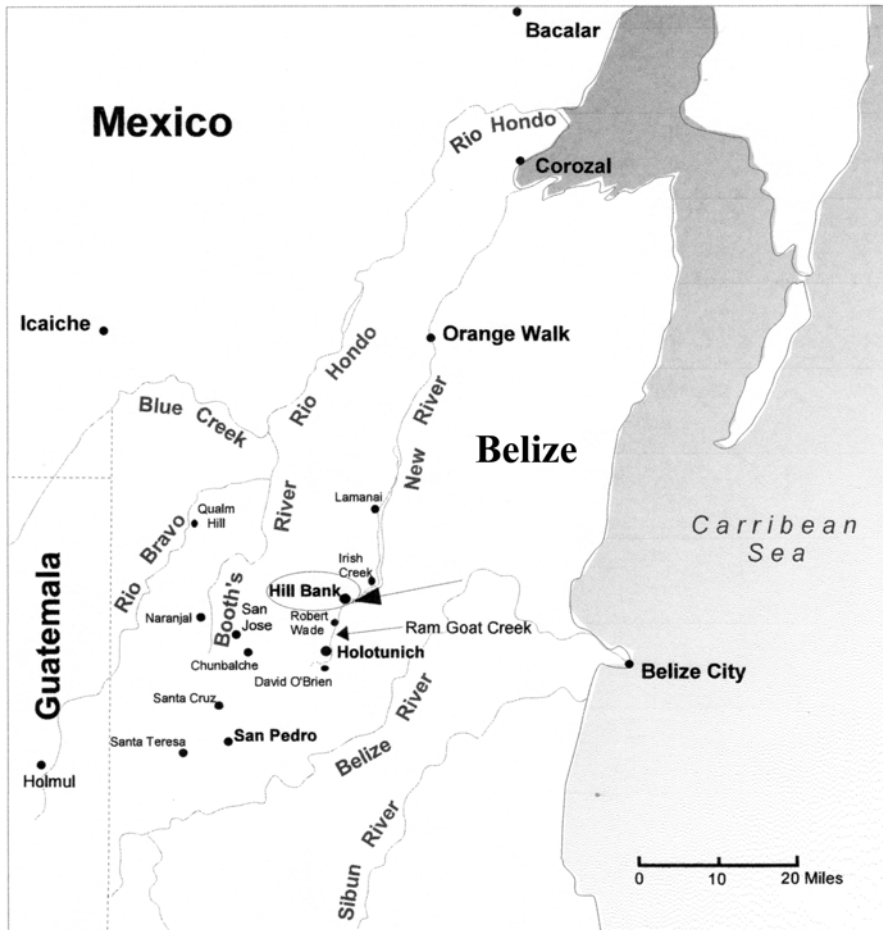 Bacalar
Mexico
Rio Hondo
Corozal
Icaiche
Orange Walk
Rio Hondo
Blue Creek
New River
Belize
Lamanai
Qualm
Hill
River
Rio Bravo
Carribean
Sea
Irish
Creek
Hill Bank
Booth's
Guatemala
Naranjal
San
Jose
Robert
Wade
Ram Goat Creek
Chunbalche
Holotunich
David O'Brien
Belize City
Santa Cruz
San Pedro
Belize River
Santa Teresa
Holmul
Sibun River
0 10 20 Miles